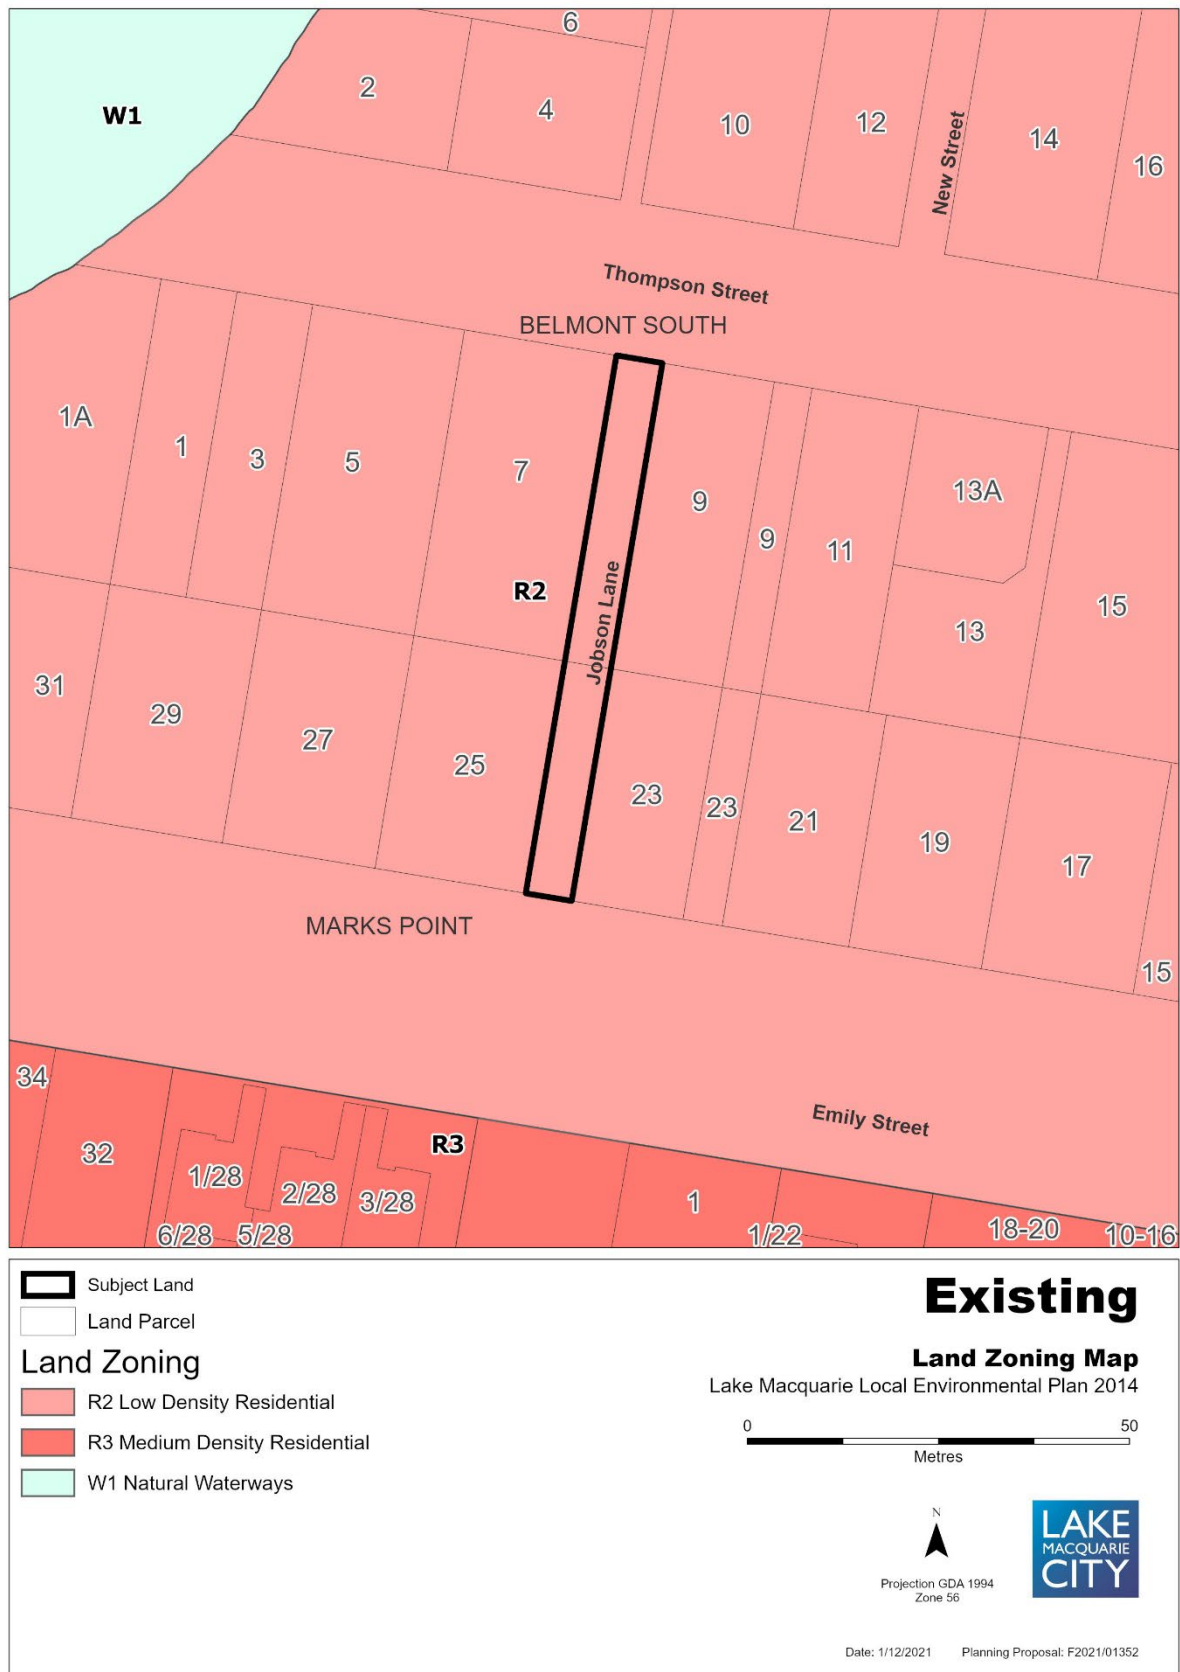 6
2
4
W1
10
12
New Street
14
16
Thompson Street
BELMONT SOUTH
1A
1
3
5
7
9
9
11
13A
13
15
R2
Jobson Lane
31
29
27
25
23
23
21
19
17
15
MARKS POINT
Emily Street
34
32
R3
1/28
2/28
3/28
6/28
5/28
1
1/22
18-20
10-16
Subject Land
Land Parcel
Land Zoning
R2 Low Density Residential
R3 Medium Density Residential
W1 Natural Waterways
Existing
Land Zoning Map
Lake Macquarie Local Environmental Plan 2014
0 50
Metres
N
Projection GDA 1994
Zone 56
LAKE
MACQUARIE
CITY
Date: 1/12/2021 Planning Proposal: F2021/01352